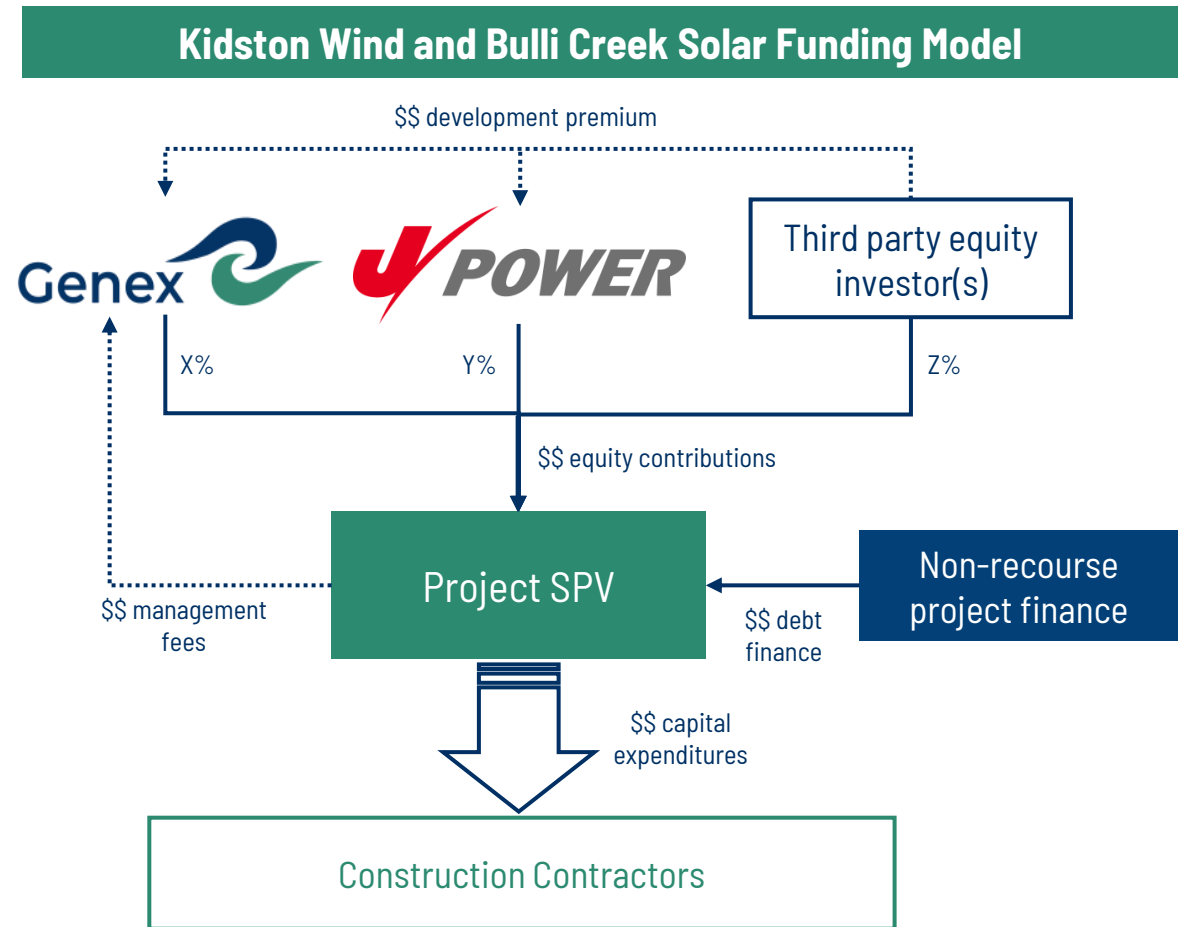 Kidston Wind and Bulli Creek Solar Funding Model
$$ development premium
Genex
J POWER
Third party equity
investor(s)
X%
Y%
Z%
$$ equity contributions
Project SPV
Non-recourse
project finance
$$ management
fees
$$ debt
finance
$$ capital
expenditures
Construction Contractors